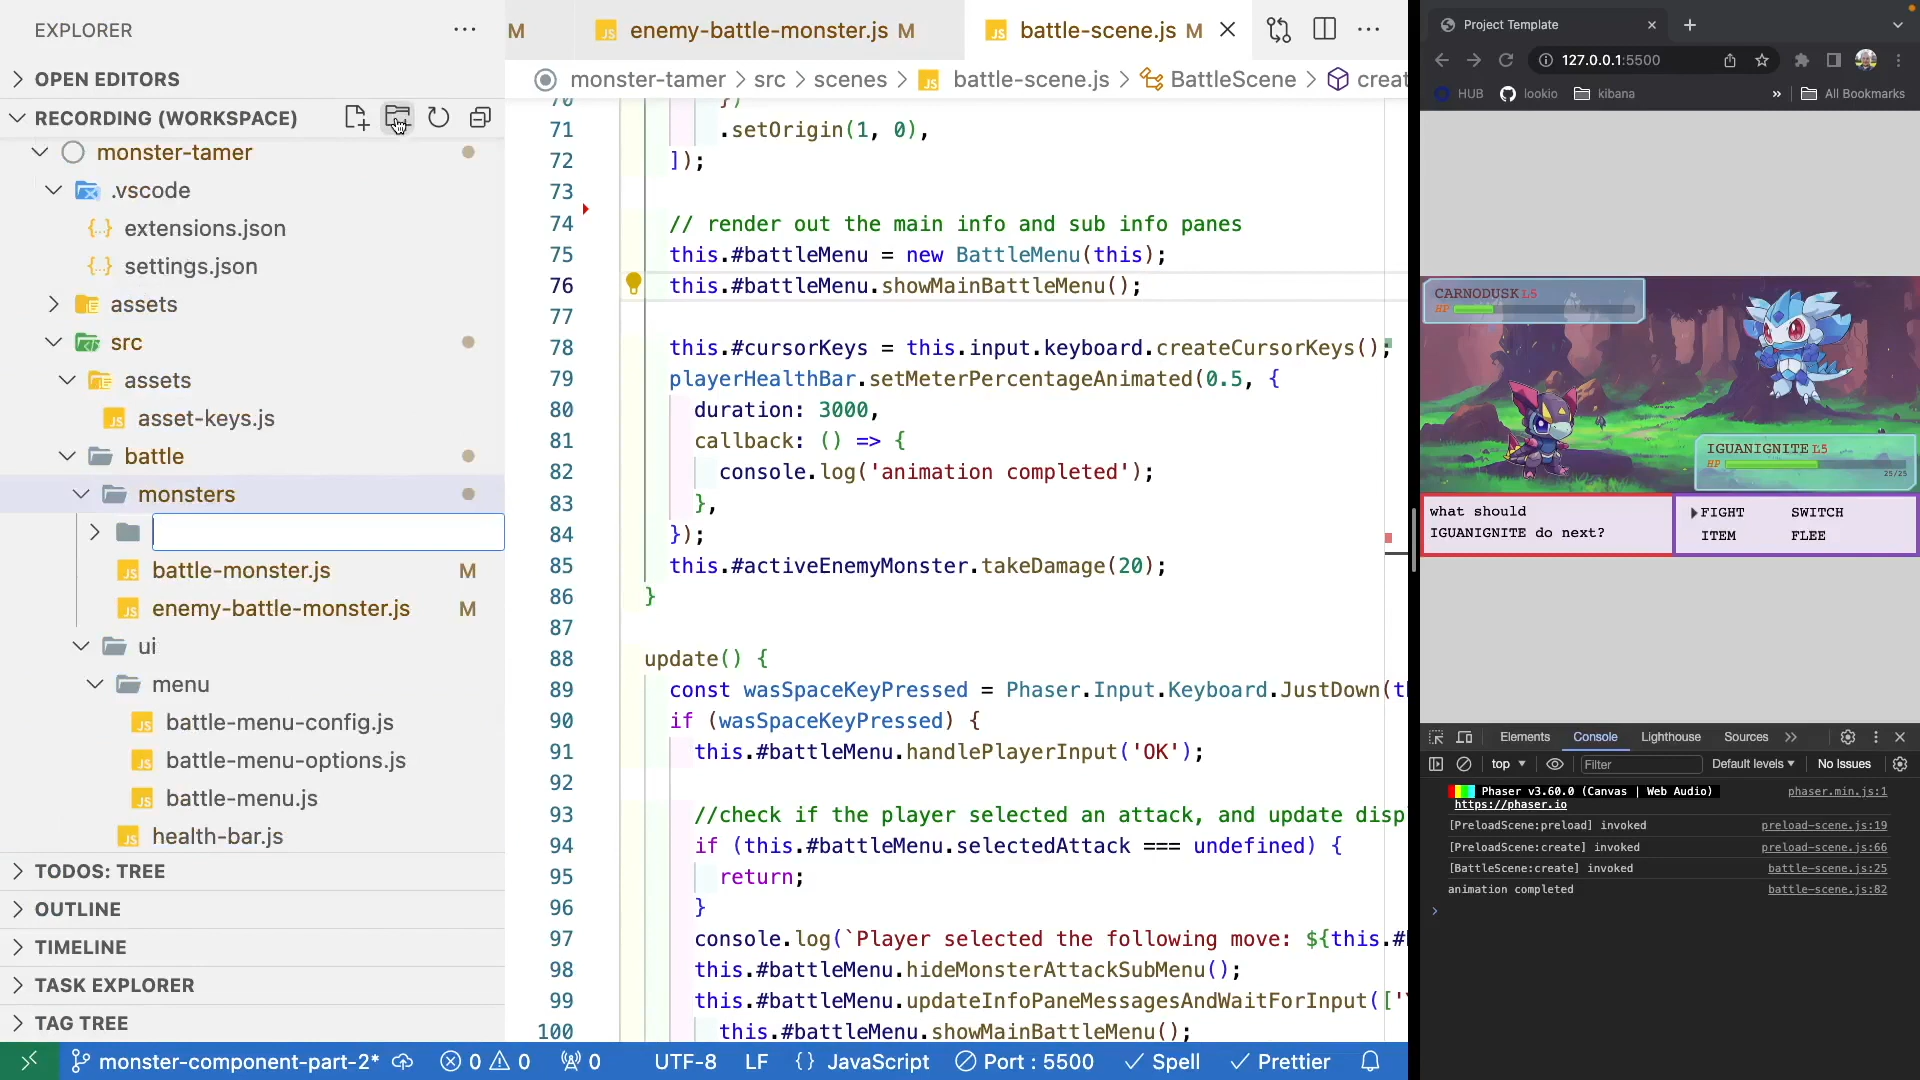 EXPLORER
OPEN EDITORS
RECORDING (WORKSPACE)
monster-tamer
.vscode
extensions.json
settings.json
assets
src
assets
asset-keys.js
battle
monsters
battle-monster.js M
enemy-battle-monster.js M
ui
menu
battle-menu-config.js
battle-menu-options.js
battle-menu.js
health-bar.js
TODOS: TREE
OUTLINE
TIMELINE
TASK EXPLORER
TAG TREE
M enemy-battle-monster.js M battle-scene.js M
monster-tamer > src > scenes > battle-scene.js > BattleScene > creat
70 })
71 .setOrigin(1, 0),
72 ]);
73
74 // render out the main info and sub info panes
75 this.#battleMenu = new BattleMenu(this);
76 this.#battleMenu.showMainBattleMenu();
77
78 this.#cursorKeys = this.input.keyboard.createCursorKeys();
79 playerHealthBar.setMeterPercentageAnimated(0.5, {
80 duration: 3000,
81 callback: () => {
82 console.log('animation completed');
83 },
84 });
85 this.#activeEnemyMonster.takeDamage(20);
86 }
87
88 update() {
89 const wasSpaceKeyPressed = Phaser.Input.Keyboard.JustDown(th
90 if (wasSpaceKeyPressed) {
91 this.#battleMenu.handlePlayerInput('OK');
92
93 //check if the player selected an attack, and update disp
94 if (this.#battleMenu.selectedAttack === undefined) {
95 return;
96 }
97 console.log(`Player selected the following move: ${this.#
98 this.#battleMenu.hideMonsterAttackSubMenu();
99 this.#battleMenu.updateInfoPaneMessagesAndWaitForInput(['
100 this.#battleMenu.showMainBattleMenu();
monster-component-part-2* 0 0 0 UTF-8 LF {} JavaScript Port : 5500 Spell Prettier
Project Template
127.0.0.1:5500
HUB lookio kibana » All Bookmarks
CARNODUSK L5
HP
IGUANIGNITE L5
HP
25/25
what should
IGUANIGNITE do next?
FIGHT SWITCH
ITEM FLEE
Elements Console Lighthouse Sources »
top Filter Default levels No Issues
Phaser v3.60.0 (Canvas | Web Audio) phaser.min.js:1
https://phaser.io
[PreloadScene:preload] invoked preload-scene.js:19
[PreloadScene:create] invoked preload-scene.js:66
[BattleScene:create] invoked battle-scene.js:25
animation completed battle-scene.js:82